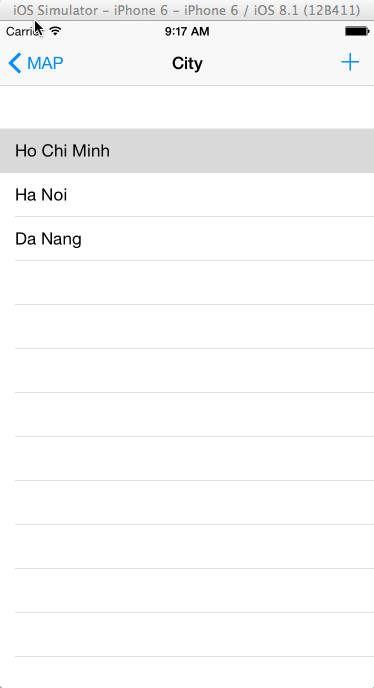 iOS Simulator – iPhone 6 – iPhone 6 / iOS 8.1 (12B411)
Carrier 9:17 AM
MAP City +
Ho Chi Minh
Ha Noi
Da Nang